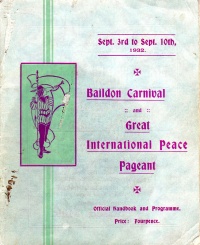 Sept. 3rd to Sept. 10th,
1932.
Baildon Carnival
:: and ::
Great
International Peace
Pageant
Official Handbook and Programme.
Price : Fourpence.